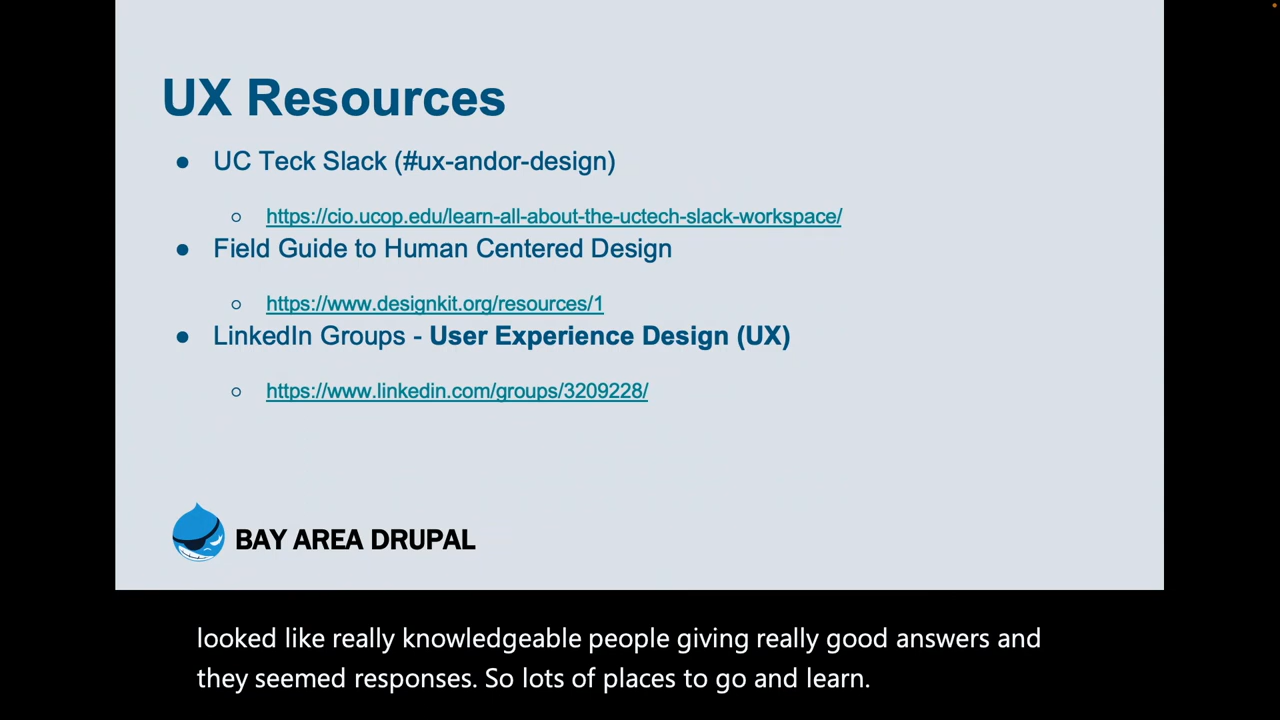 UX Resources
● UC Teck Slack (#ux-andor-design)
○ https://cio.ucop.edu/learn-all-about-the-uctech-slack-workspace/
● Field Guide to Human Centered Design
○ https://www.designkit.org/resources/1
● LinkedIn Groups - User Experience Design (UX)
○ https://www.linkedin.com/groups/3209228/
BAY AREA DRUPAL
looked like really knowledgeable people giving really good answers and
they seemed responses. So lots of places to go and learn.